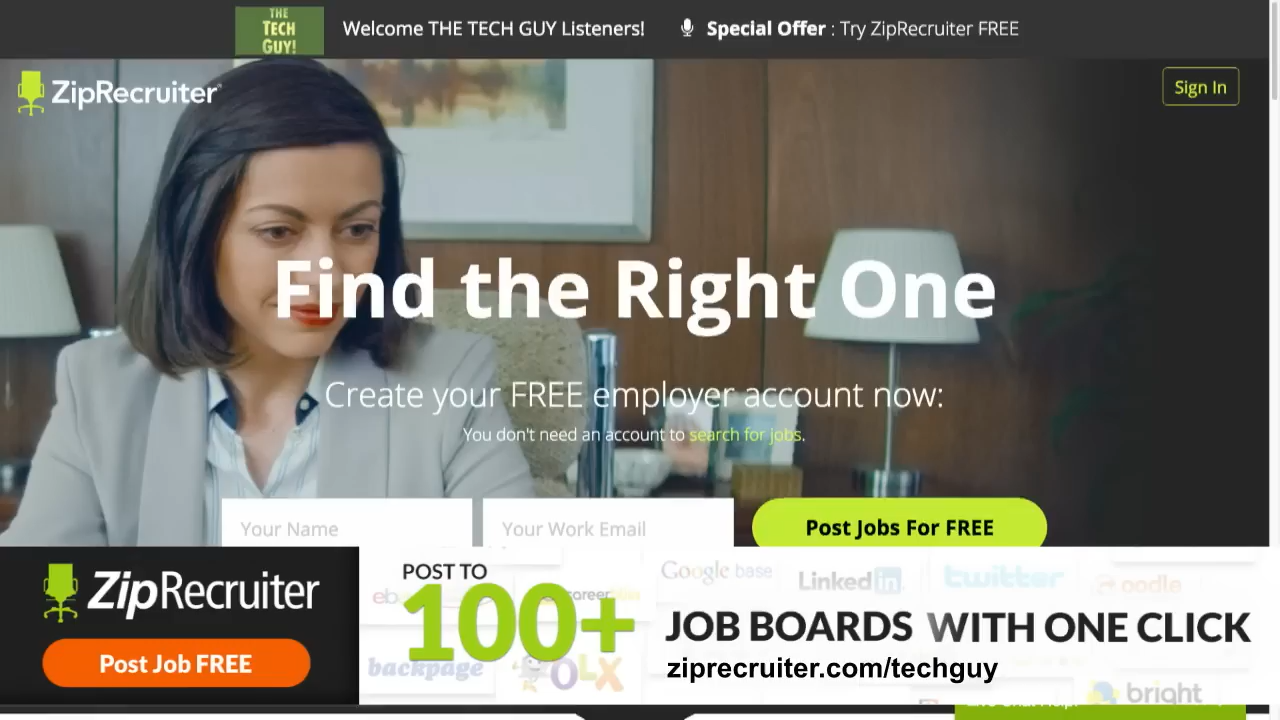 THE
TECH
GUY!
Welcome THE TECH GUY Listeners!
Special Offer : Try ZipRecruiter FREE
ZipRecruiter
Sign In
Find the Right One
Create your FREE employer account now:
You don't need an account to search for jobs.
Your Name
Your Work Email
Post Jobs For FREE
ZipRecruiter
Post Job FREE
POST TO
100+
JOB BOARDS WITH ONE CLICK
ziprecruiter.com/techguy
Google base
Linked in
twitter
oodle
backpage
OLX
bright